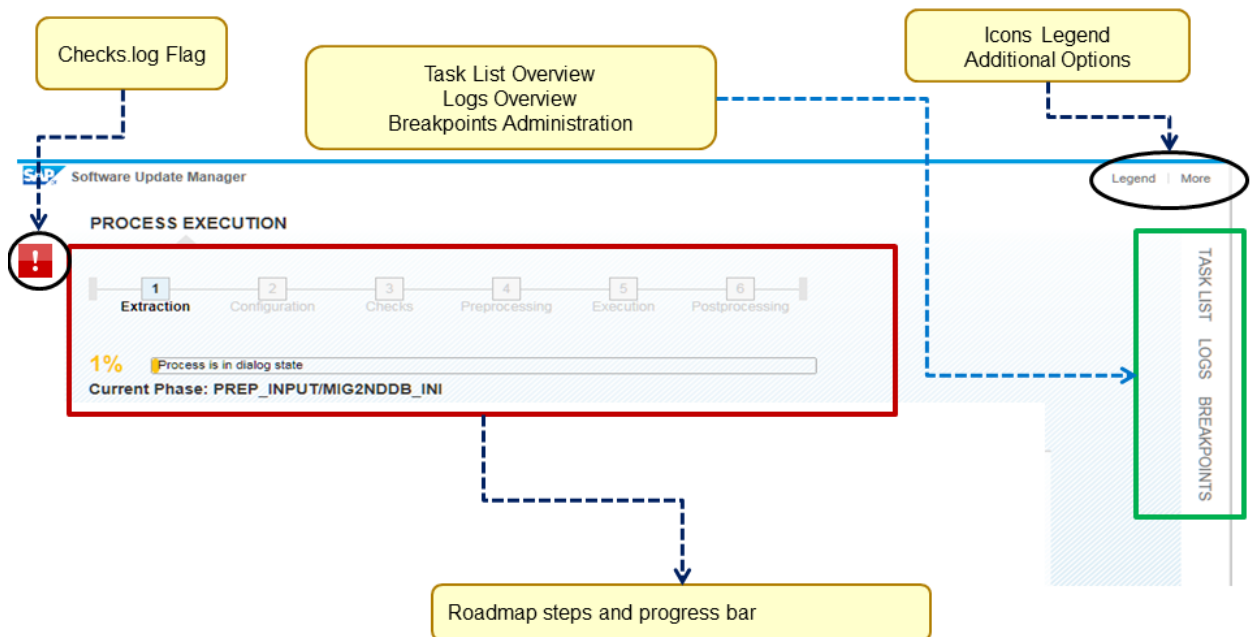 Checks.log Flag
Task List Overview
Logs Overview
Breakpoints Administration
Icons Legend
Additional Options
SAP
Software Update Manager
Legend | More
PROCESS EXECUTION
!
1 2 3 4 5 6
Extraction Configuration Checks Preprocessing Execution Postprocessing
1% Process is in dialog state
Current Phase: PREP_INPUT/MIG2NDDB_INI
TASK LIST
LOGS
BREAKPOINTS
Roadmap steps and progress bar